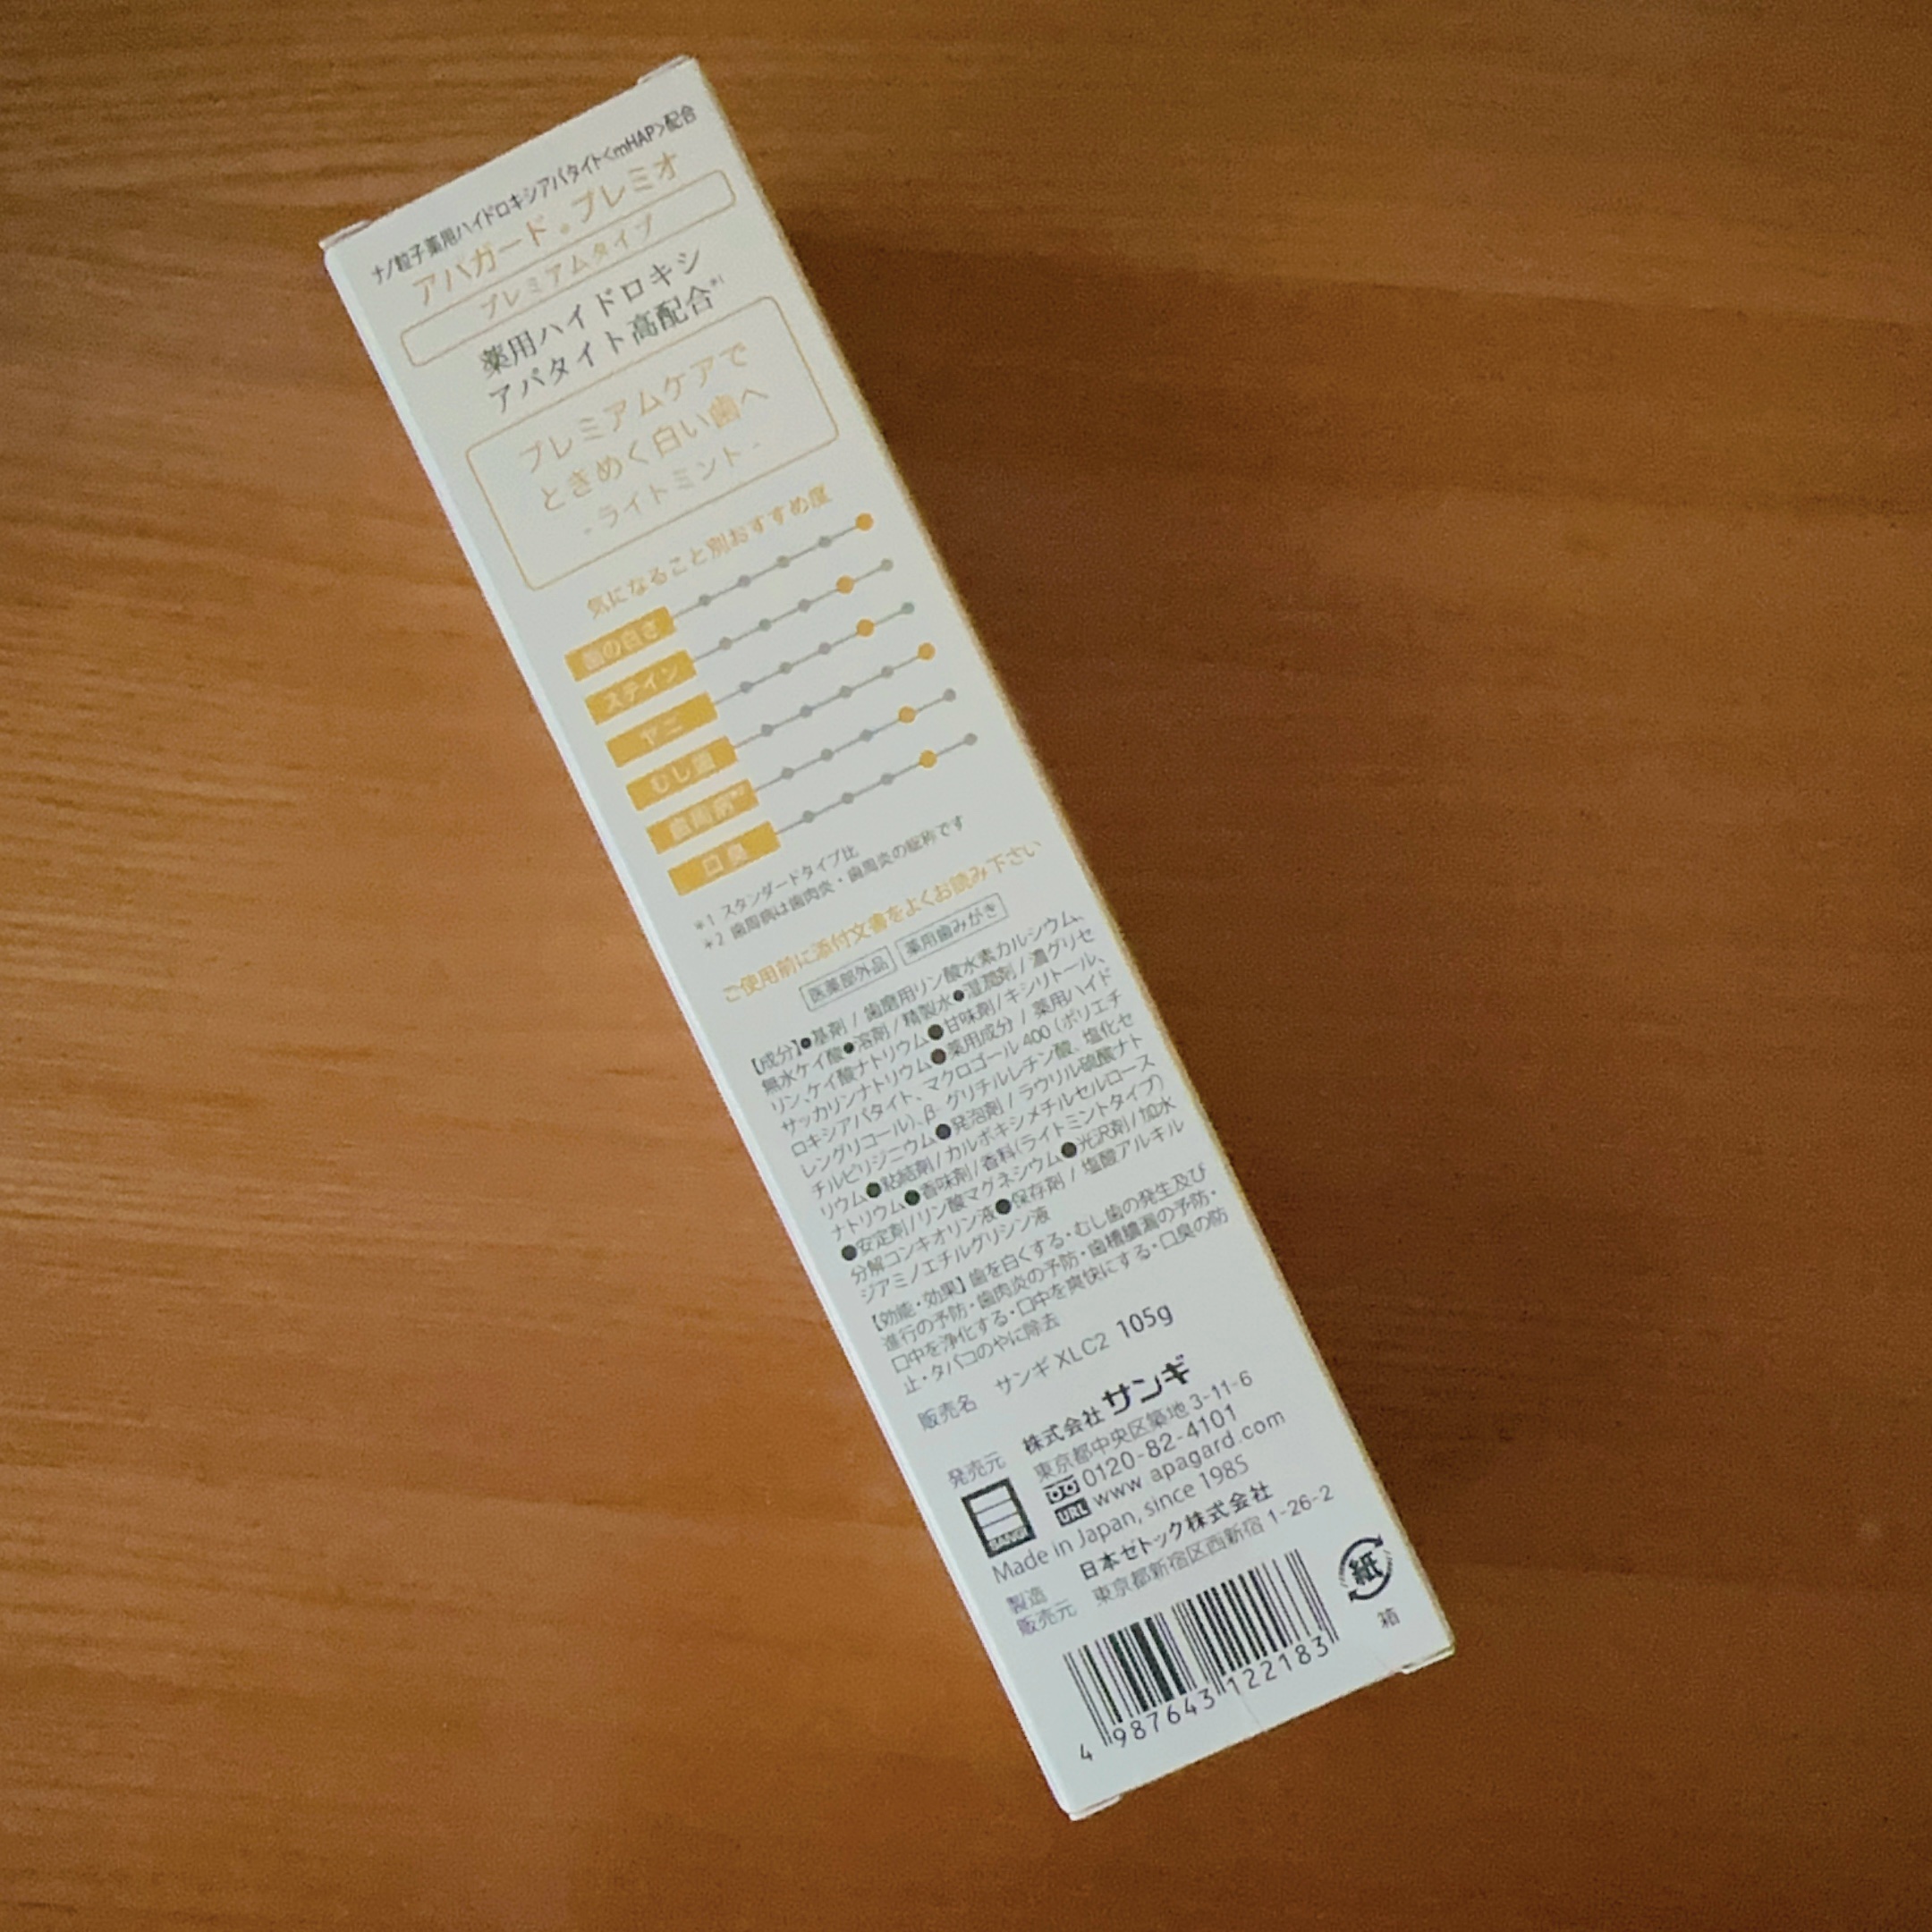 ナノ粒子薬用ハイドロキシアパタイト<mHAP>配合
アパガード®プレミオ
プレミアムタイプ
薬用ハイドロキシ
アパタイト高配合*1
プレミアムケアで
ときめく白い歯へ
- ライトミント -
気になること別おすすめ度
歯の白さ
ステイン
ヤニ
むし歯
歯周病*2
口臭
*1 スタンダードタイプ比
*2 歯周病は歯肉炎・歯周炎の総称です
ご使用前に添付文書をよくお読み下さい
医薬部外品 薬用歯みがき
【成分】●基剤 / 歯磨用リン酸水素カルシウム、
無水ケイ酸●溶剤 / 精製水●湿潤剤 / 濃グリセ
リン、ケイ酸ナトリウム●甘味剤/キシリトール、
サッカリンナトリウム●薬用成分 / 薬用ハイド
ロキシアパタイト、マクロゴール400(ポリエチ
レングリコール)、β-グリチルレチン酸、塩化セ
チルピリジニウム●発泡剤 / ラウリル硫酸ナト
リウム●粘結剤/カルボキシメチルセルロース
ナトリウム●香味剤/香料(ライトミントタイプ)
●安定剤/リン酸マグネシウム●光沢剤/加水
分解コンキオリン液●保存剤 / 塩酸アルキル
ジアミノエチルグリシン液
【効能・効果】歯を白くする・むし歯の発生及び
進行の予防・歯肉炎の予防・歯槽膿漏の予防・
口中を浄化する・口中を爽快にする・口臭の防
止・タバコのやに除去
販売名 サンギXLC2 105g
発売元 株式会社サンギ
東京都中央区築地3-11-6
0120-82-4101
URL www.apagard.com
SANGI
Made in Japan, since 1985
製造
販売元
日本ゼトック株式会社
東京都新宿区西新宿1-26-2
紙
箱
4 987643 122183